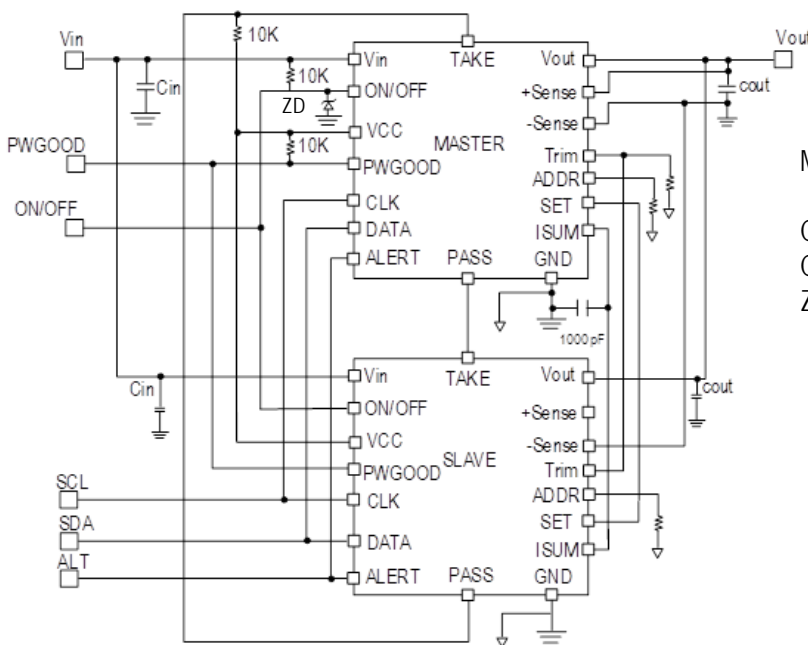 Vin
Cin
10K
10K
ZD
10K
PWGOOD
ON/OFF
Vin
ON/OFF
VCC
PWGOOD
CLK
DATA
ALERT
TAKE
MASTER
PASS
Vout
+Sense
-Sense
Trim
ADDR
SET
ISUM
GND
Vout
cout
1000pF
M
C
C
Z
Cin
SCL
SDA
ALT
Vin
ON/OFF
VCC
PWGOOD
CLK
DATA
ALERT
TAKE
SLAVE
PASS
Vout
+Sense
-Sense
Trim
ADDR
SET
ISUM
GND
cout